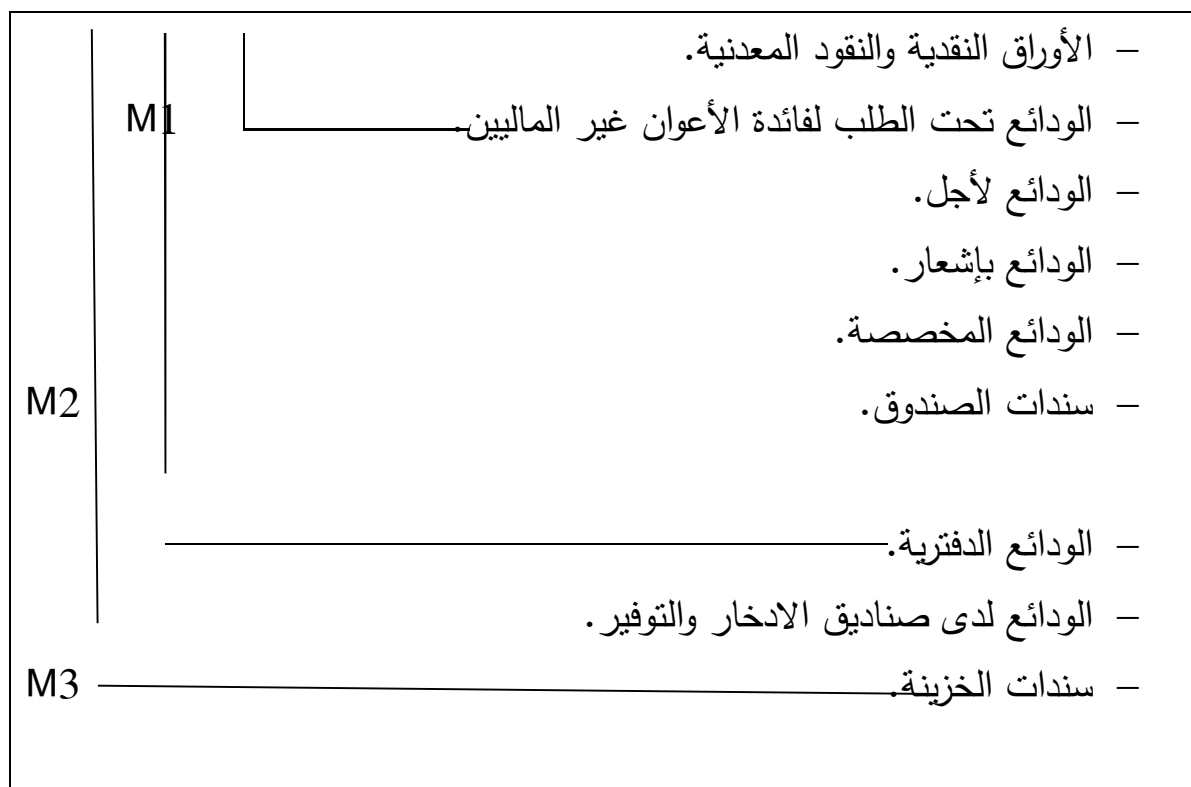 – الأوراق النقدية والنقود المعدنية.
– الودائع تحت الطلب لفائدة الأعوان غير الماليين. M1
– الودائع لأجل.
– الودائع بإشعار.
– الودائع المخصصة.
– سندات الصندوق. M2
– الودائع الدفترية.
– الودائع لدى صناديق الادخار والتوفير.
– سندات الخزينة. M3